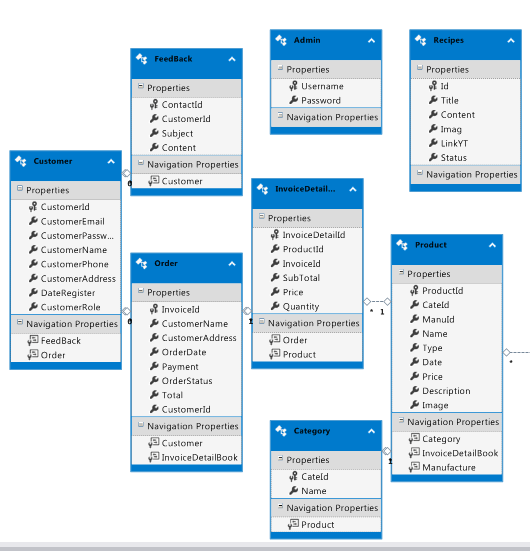 FeedBack
Properties
ContactId
CustomerId
Subject
Content
Navigation Properties
Customer
Admin
Properties
Username
Password
Navigation Properties
Recipes
Properties
Id
Title
Content
Imag
LinkYT
Status
Navigation Properties
Customer
Properties
CustomerId
CustomerEmail
CustomerPassw...
CustomerName
CustomerPhone
CustomerAddress
DateRegister
CustomerRole
Navigation Properties
FeedBack
Order
Order
Properties
InvoiceId
CustomerName
CustomerAddress
OrderDate
Payment
OrderStatus
Total
CustomerId
Navigation Properties
Customer
InvoiceDetailBook
InvoiceDetail...
Properties
InvoiceDetailId
ProductId
InvoiceId
SubTotal
Price
Quantity
Navigation Properties
Order
Product
* 1
Product
Properties
ProductId
CateId
ManuId
Name
Type
Date
Price
Description
Image
Navigation Properties
Category
InvoiceDetailBook
Manufacture
*
Category
Properties
CateId
Name
Navigation Properties
Product